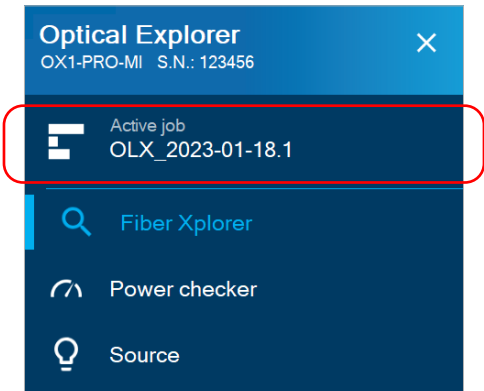 Optical Explorer
OX1-PRO-MI S.N.: 123456
Active job
OLX_2023-01-18.1
Fiber Xplorer
Power checker
Source